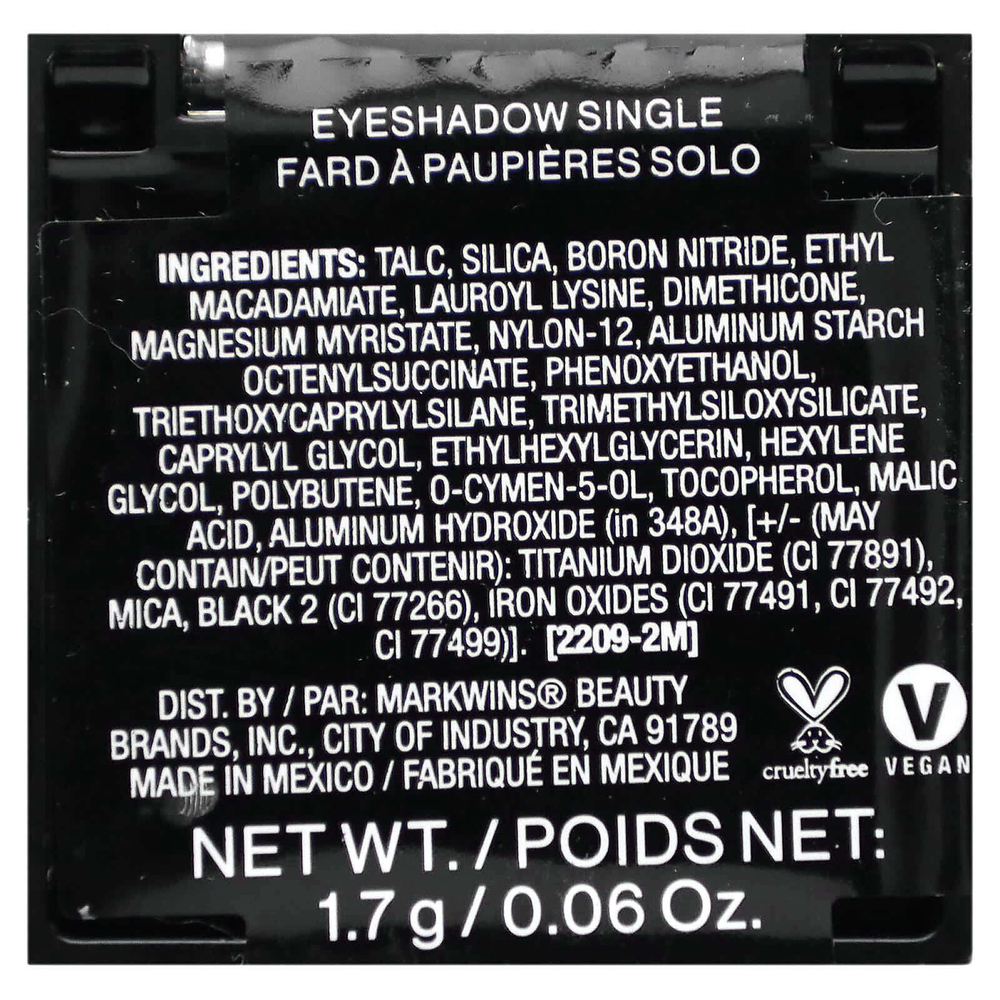 EYESHADOW SINGLE
FARD À PAUPIÈRES SOLO
INGREDIENTS: TALC, SILICA, BORON NITRIDE, ETHYL
MACADAMIATE, LAUROYL LYSINE, DIMETHICONE,
MAGNESIUM MYRISTATE, NYLON-12, ALUMINUM STARCH
OCTENYLSUCCINATE, PHENOXYETHANOL,
TRIETHOXYCAPRYLYLSILANE, TRIMETHYLSILOXYSILICATE,
CAPRYLYL GLYCOL, ETHYLHEXYLGLYCERIN, HEXYLENE
GLYCOL, POLYBUTENE, O-CYMEN-5-OL, TOCOPHEROL, MALIC
ACID, ALUMINUM HYDROXIDE (in 348A), [+/- (MAY
CONTAIN/PEUT CONTENIR): TITANIUM DIOXIDE (CI 77891),
MICA, BLACK 2 (CI 77266), IRON OXIDES (CI 77491, CI 77492,
CI 77499)]. [2209-2M]
DIST. BY / PAR: MARKWINS® BEAUTY
BRANDS, INC., CITY OF INDUSTRY, CA 91789
MADE IN MEXICO / FABRIQUÉ EN MEXIQUE
crueltyfree
V
VEGAN
NET WT. / POIDS NET:
1.7 g / 0.06 Oz.